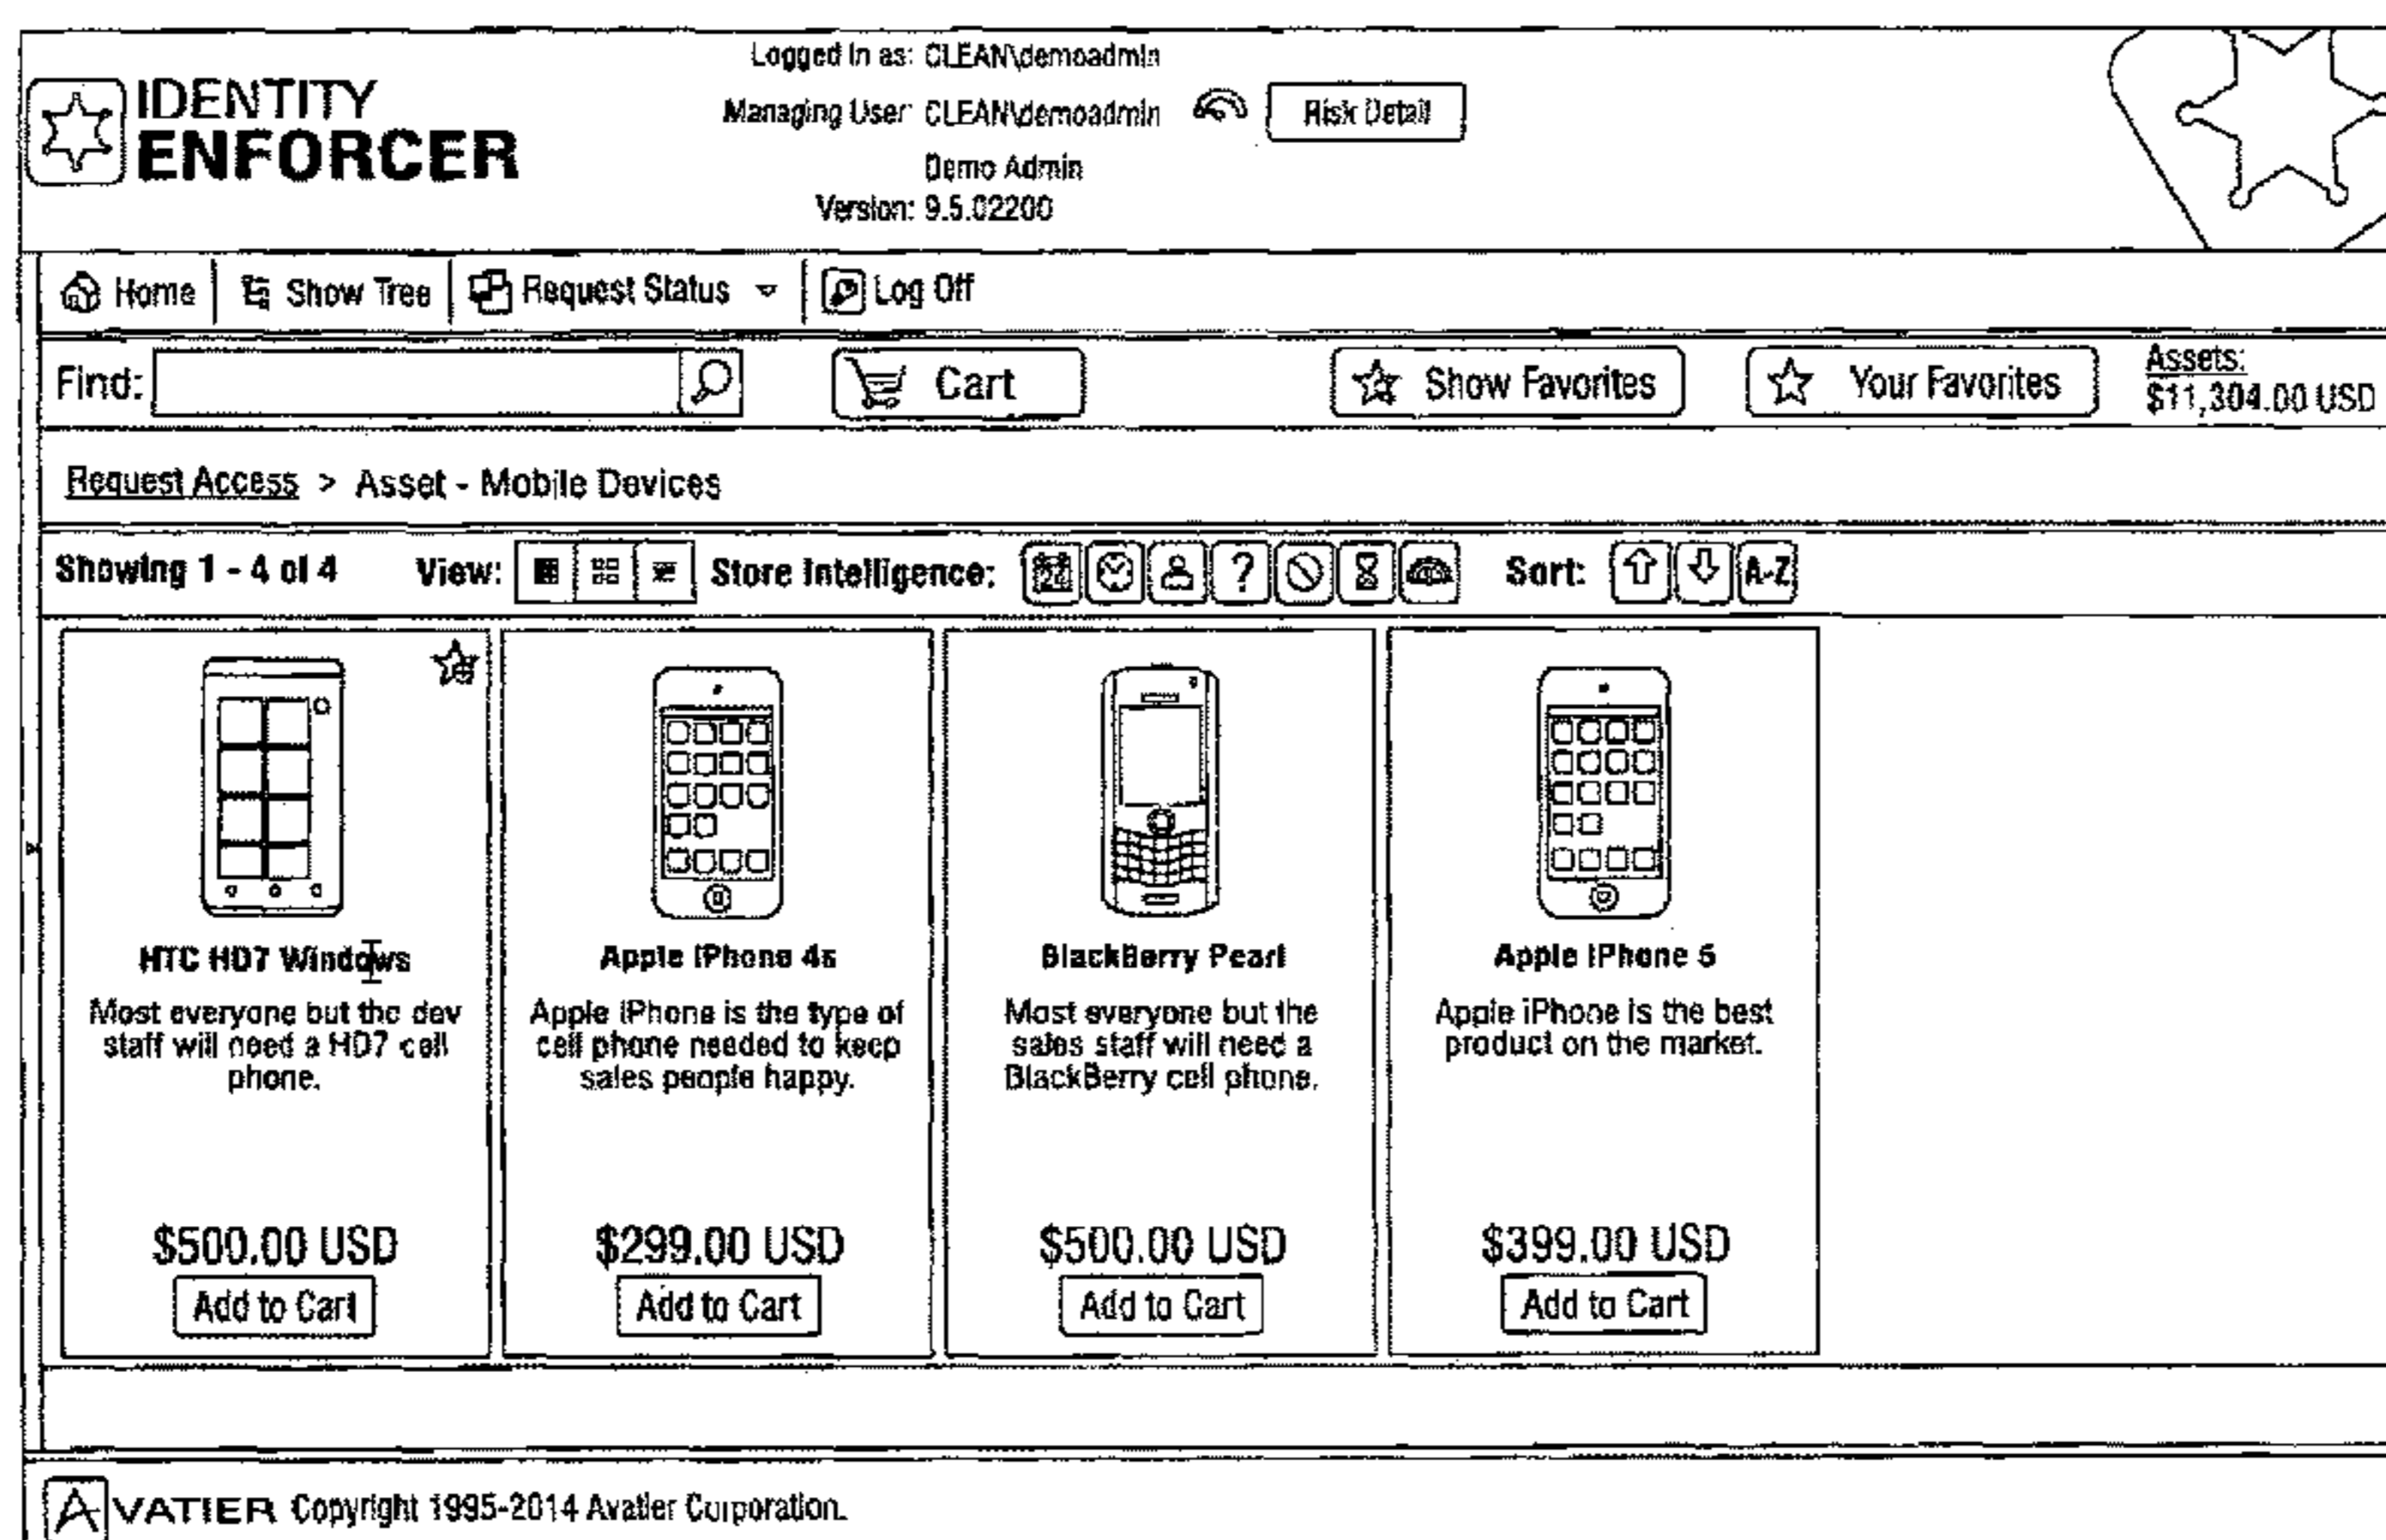 Logged in as: CLEAN\demoadmin
IDENTITY
ENFORCER
Managing User: CLEAN\demoadmin Risk Detail
Demo Admin
Version: 9.5.02200
Home Show Tree Request Status Log Off
Find: Cart Show Favorites Your Favorites Assets:
$11,304.00 USD
Request Access > Asset - Mobile Devices
Showing 1 - 4 of 4 View: Store Intelligence: ? Sort: A-Z
HTC HD7 Windows
Most everyone but the dev
staff will need a HD7 cell
phone.
$500.00 USD
Add to Cart
Apple iPhone 4s
Apple iPhone is the type of
cell phone needed to keep
sales people happy.
$299.00 USD
Add to Cart
BlackBerry Pearl
Most everyone but the
sales staff will need a
BlackBerry cell phone.
$500.00 USD
Add to Cart
Apple iPhone 5
Apple iPhone is the best
product on the market.
$399.00 USD
Add to Cart
AVATIER Copyright 1995-2014 Avatier Corporation.